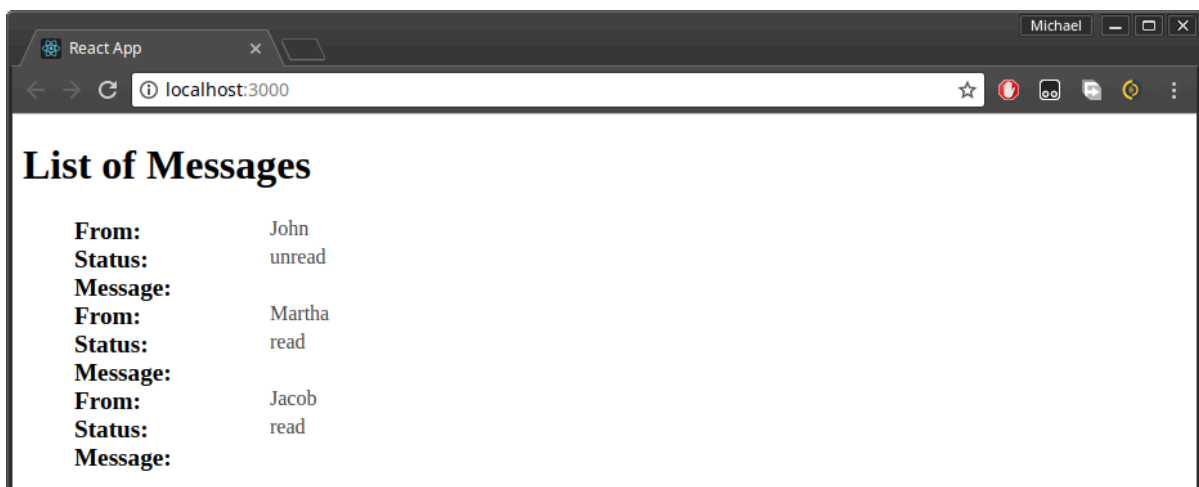 Michael
React App
localhost:3000
List of Messages
From: John
Status: unread
Message:
From: Martha
Status: read
Message:
From: Jacob
Status: read
Message: